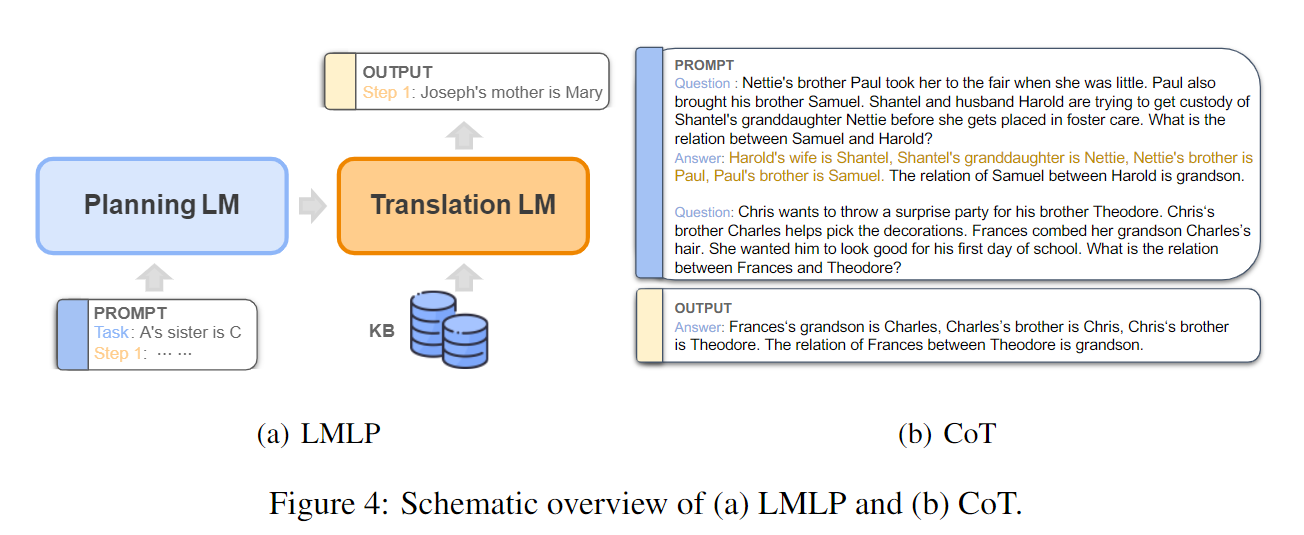 OUTPUT
Step 1: Joseph's mother is Mary
Planning LM
Translation LM
PROMPT
Task: A's sister is C
Step 1: ... ...
KB
(a) LMLP
PROMPT
Question : Nettie's brother Paul took her to the fair when she was little. Paul also
brought his brother Samuel. Shantel and husband Harold are trying to get custody of
Shantel's granddaughter Nettie before she gets placed in foster care. What is the
relation between Samuel and Harold?
Answer: Harold's wife is Shantel, Shantel's granddaughter is Nettie, Nettie's brother is
Paul, Paul's brother is Samuel. The relation of Samuel between Harold is grandson.
Question: Chris wants to throw a surprise party for his brother Theodore. Chris‘s
brother Charles helps pick the decorations. Frances combed her grandson Charles’s
hair. She wanted him to look good for his first day of school. What is the relation
between Frances and Theodore?
OUTPUT
Answer: Frances‘s grandson is Charles, Charles’s brother is Chris, Chris‘s brother
is Theodore. The relation of Frances between Theodore is grandson.
(b) CoT
Figure 4: Schematic overview of (a) LMLP and (b) CoT.